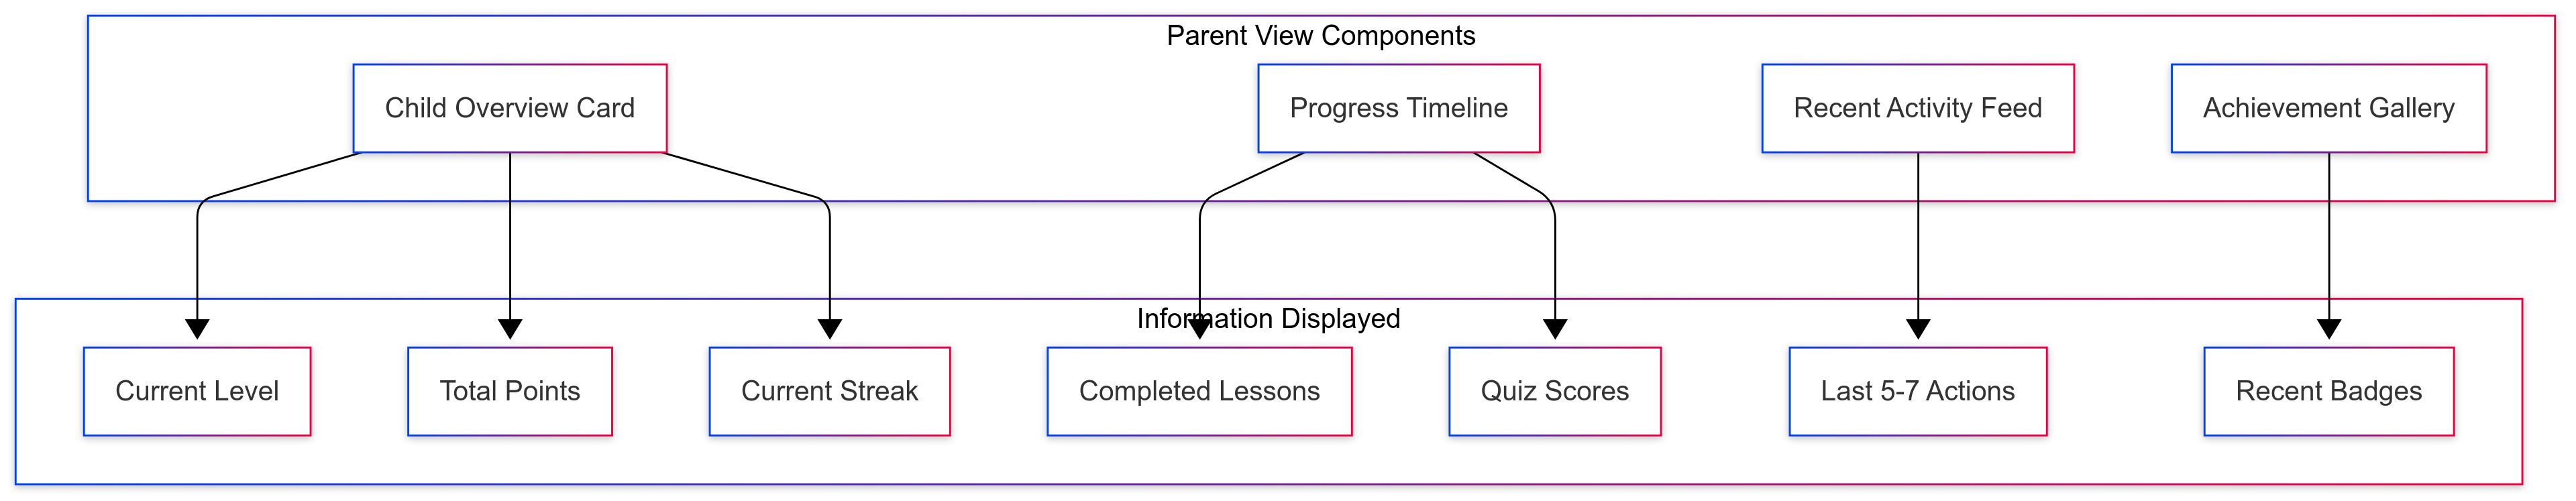 Parent View Components
Child Overview Card
Progress Timeline
Recent Activity Feed
Achievement Gallery
Information Displayed
Current Level
Total Points
Current Streak
Completed Lessons
Quiz Scores
Last 5-7 Actions
Recent Badges